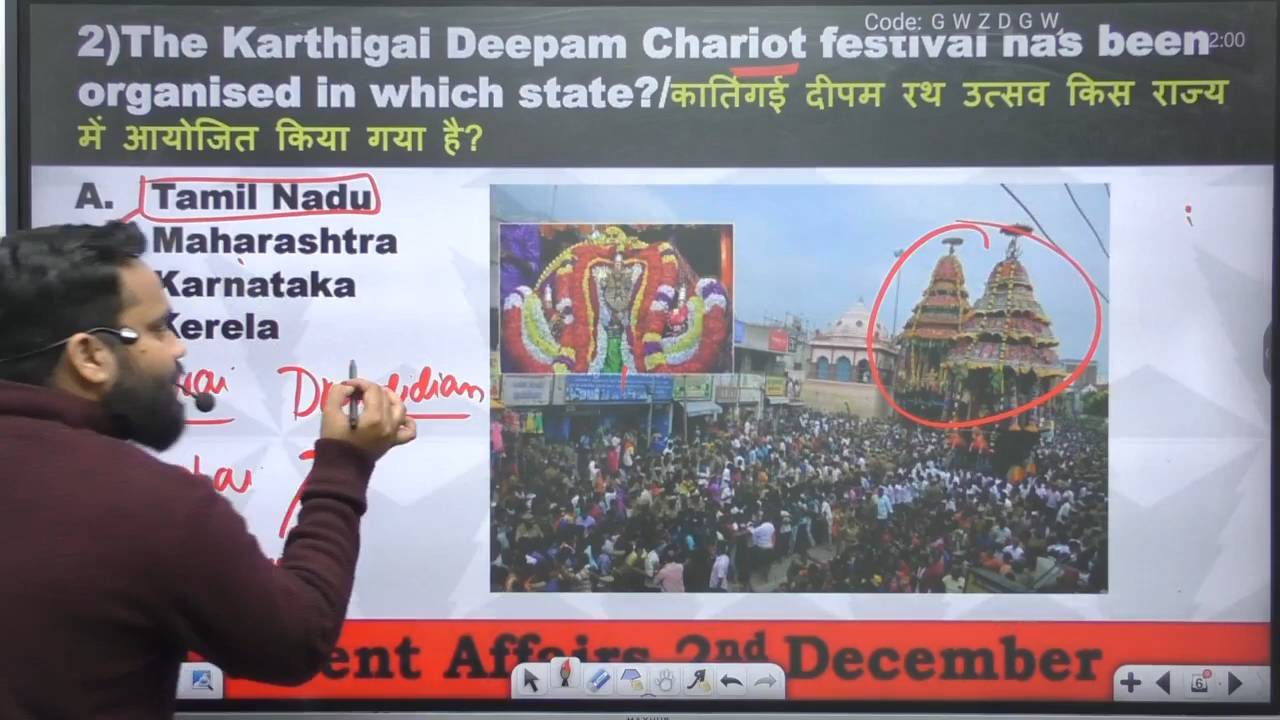 Code: G W Z D G W
2)The Karthigai Deepam Chariot festival has been
2:00
organised in which state?/कार्तिगई दीपम रथ उत्सव किस राज्य
में आयोजित किया गया है?
A. Tamil Nadu
Maharashtra
Karnataka
Kerela
Current Affairs 2nd December
6